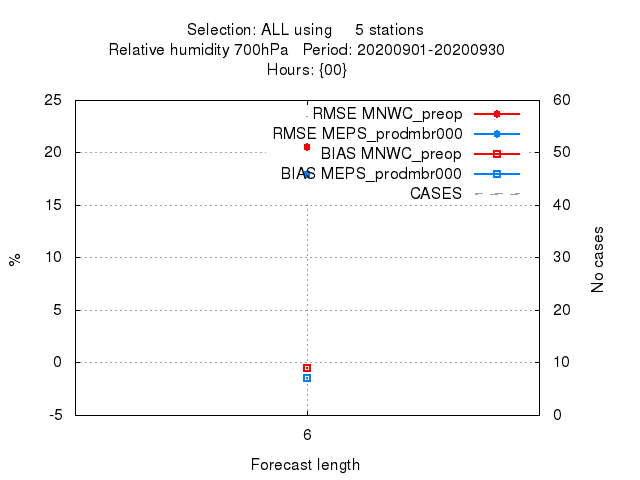 Selection: ALL using     5 stations
Relative humidity 700hPa   Period: 20200901-20200930
Hours: {00}
25
20
15
10
5
0
-5
%
RMSE MNWC_preop
RMSE MEPS_prodmbr000
BIAS MNWC_preop
BIAS MEPS_prodmbr000
CASES
60
50
40
30
20
10
0
No cases
6
Forecast length